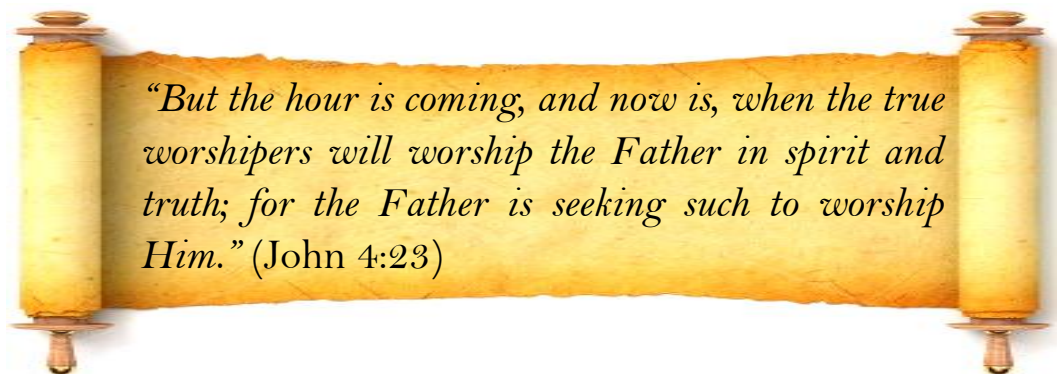 “But the hour is coming, and now is, when the true
worshipers will worship the Father in spirit and
truth; for the Father is seeking such to worship
Him.” (John 4:23)